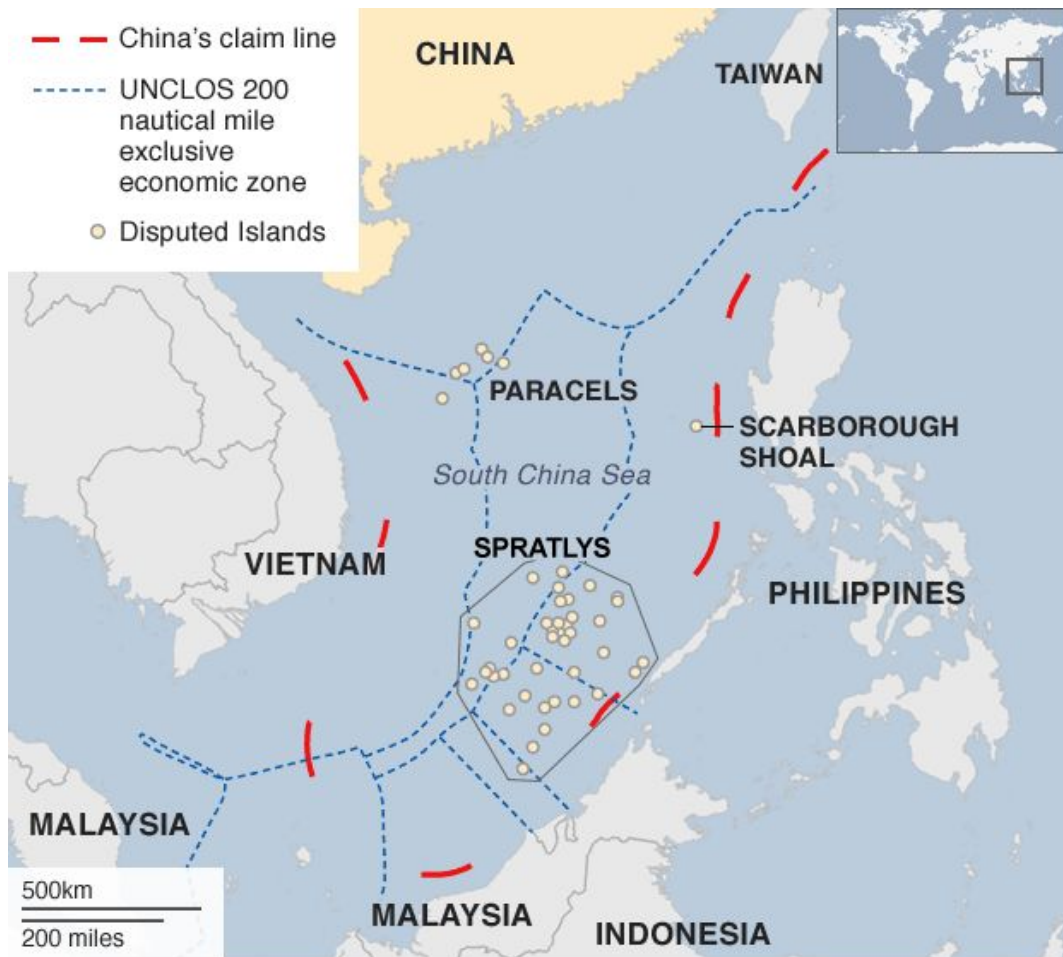 China's claim line
UNCLOS 200
nautical mile
exclusive
economic zone
Disputed Islands
CHINA
TAIWAN
PARACELS
SCARBOROUGH
SHOAL
South China Sea
SPRATLYS
VIETNAM
PHILIPPINES
MALAYSIA
500km
200 miles
MALAYSIA
INDONESIA